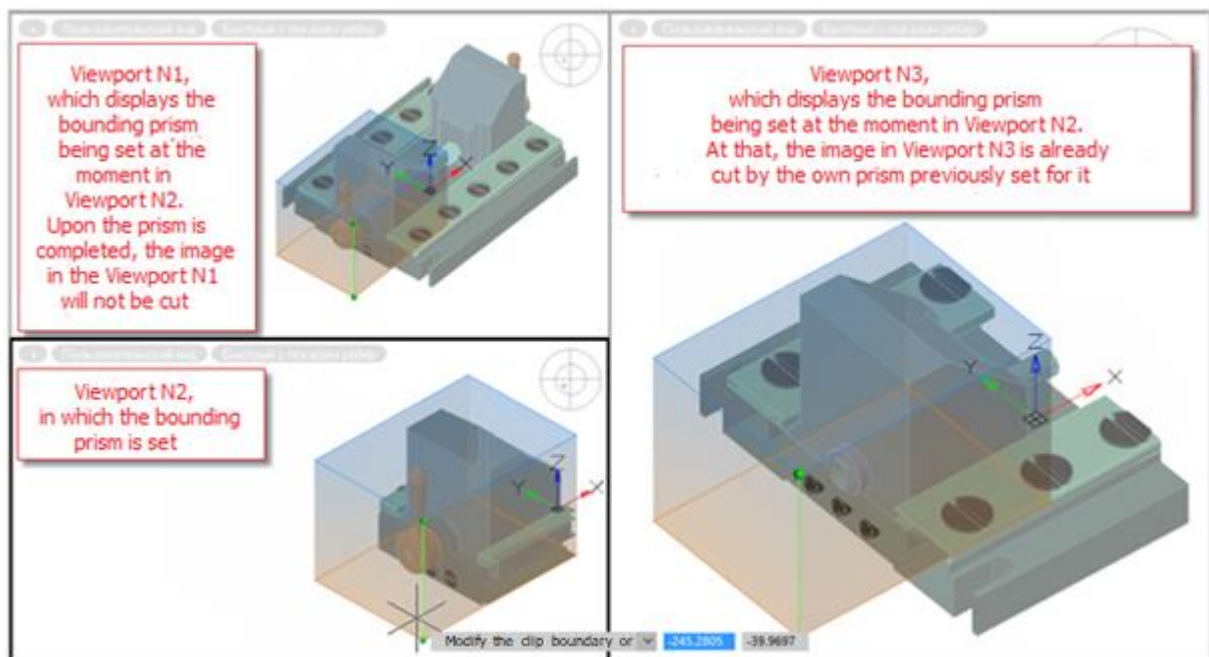 Viewport N1,
which displays the
bounding prism
being set at the
moment in
Viewport N2.
Upon the prism is
completed, the image
in the Viewport N1
will not be cut
Z
Y
X
Viewport N2,
in which the bounding
prism is set
Z
Y
X
Viewport N3,
which displays the bounding prism
being set at the moment in Viewport N2.
At that, the image in Viewport N3 is already
cut by the own prism previously set for it
Z
Y
X
Modify the clip boundary or -245.2805 -39.9697